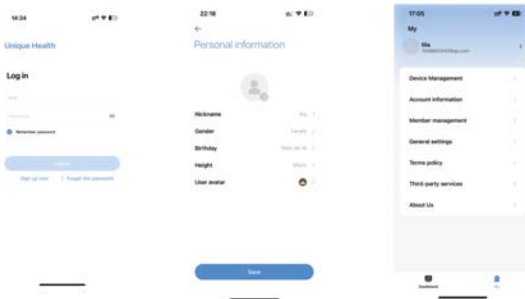 14:24
Unique Health
Log in
Remember password
Log in
Sign up now
Forget the password
22:18
Personal information
Nickname
Gender
Birthday
Height
User avatar
Save
17:05
My
Device Management
Account information
Member management
General settings
Terms policy
Third-party services
About Us
Dashboard
My